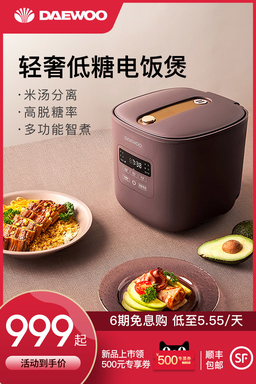 DAEWOO
轻奢低糖电饭煲
·米汤分离
·高脱糖率
·多功能智煮
DAEWOO
6期免息购 低至5.55/天
999起
活动到手价
新品上市领
500元专享券
500
顺丰
包邮
SF